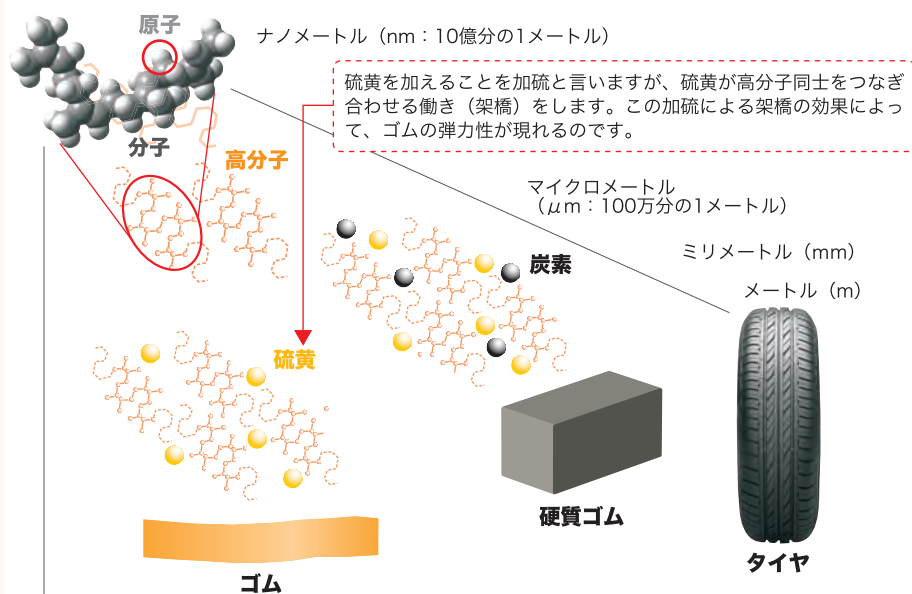 原子
ナノメートル（nm：10億分の1メートル）
硫黄を加えることを加硫と言いますが、硫黄が高分子同士をつなぎ
合わせる働き（架橋）をします。この加硫による架橋の効果によっ
て、ゴムの弾力性が現れるのです。
分子
高分子
マイクロメートル
（μm：100万分の1メートル）
ミリメートル（mm）
炭素
メートル（m）
硫黄
硬質ゴム
タイヤ
ゴム